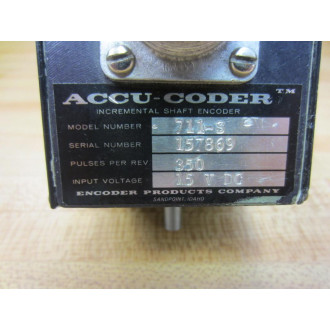 ACCU-CODER™
INCREMENTAL SHAFT ENCODER
MODEL NUMBER 711-S
SERIAL NUMBER 157869
PULSES PER REV 350
INPUT VOLTAGE 15 V DC
ENCODER PRODUCTS COMPANY
SANDPOINT, IDAHO